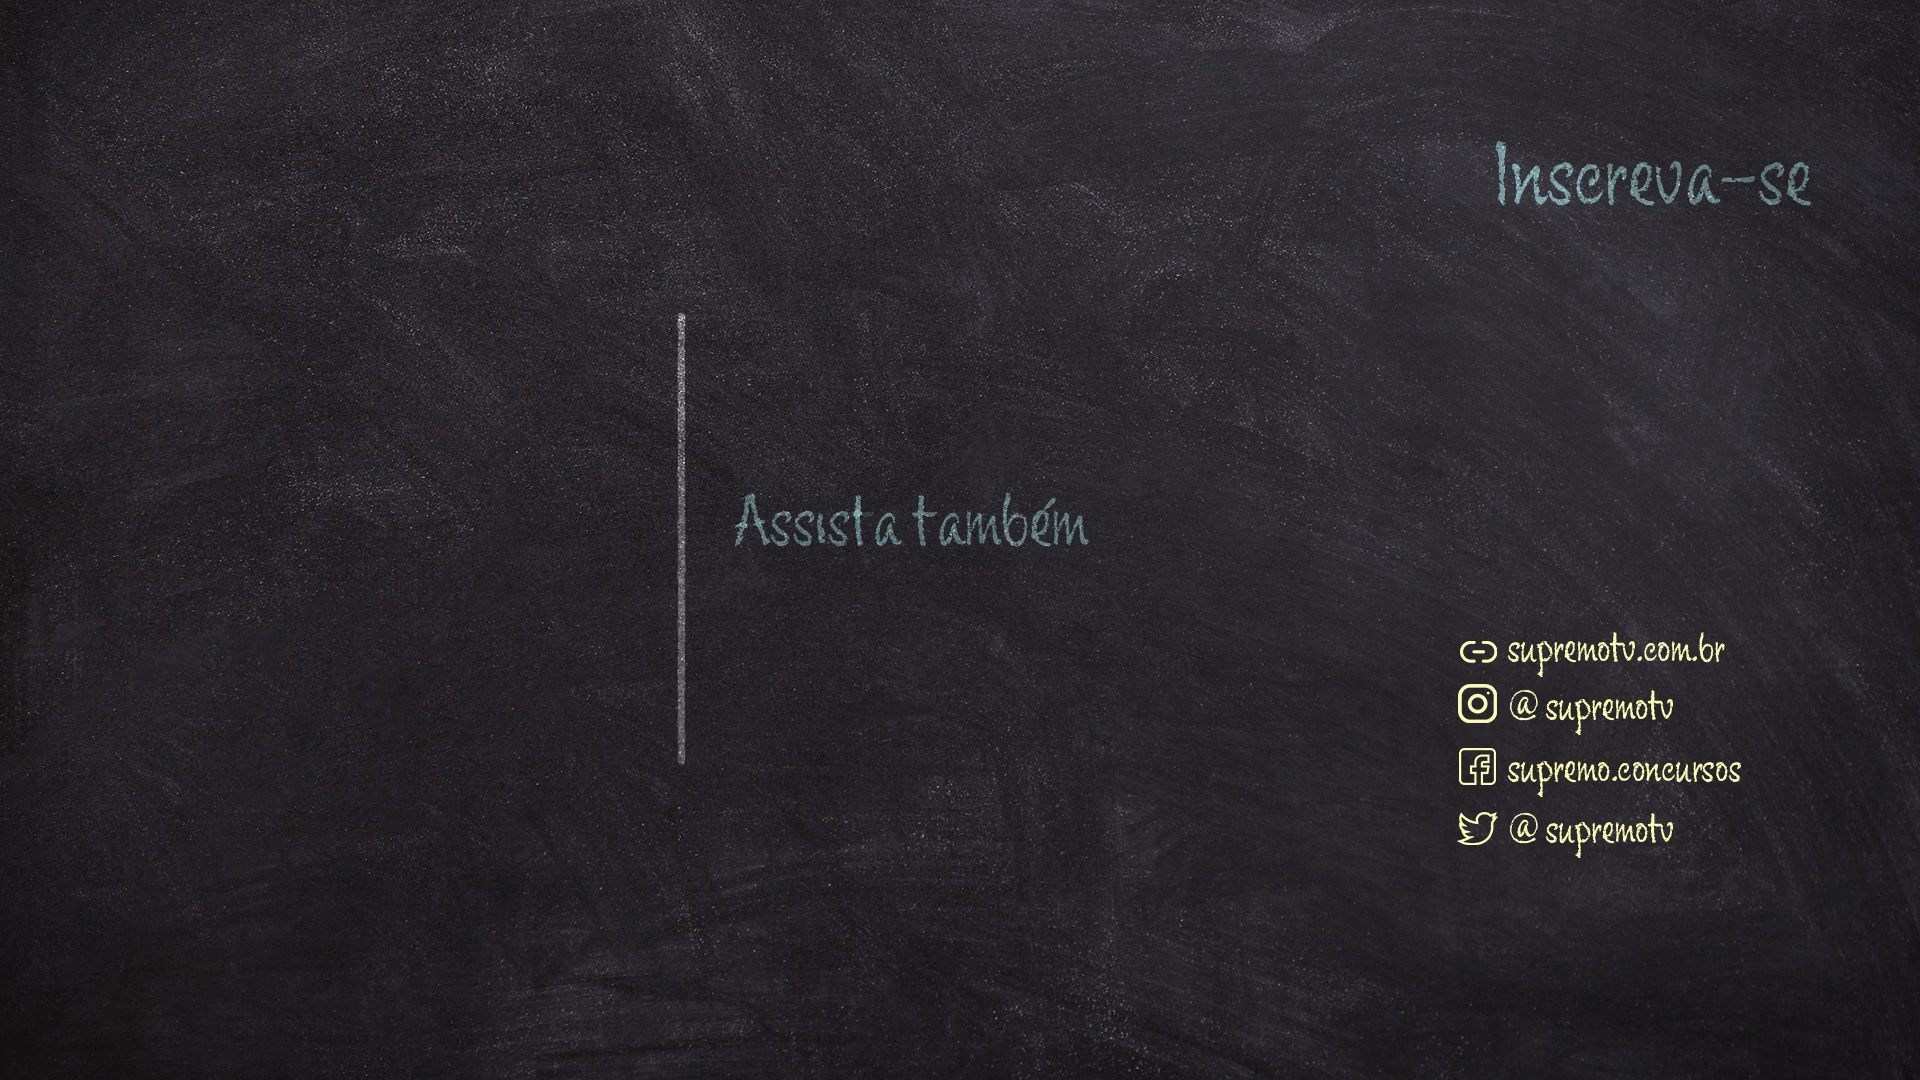 Inscreva-se
Assista também
supremotv.com.br
@supremotv
supremo.concursos
@supremotv